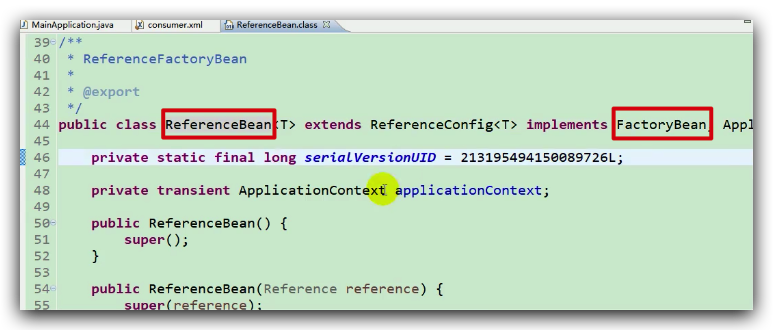 MainApplication.java consumer.xml ReferenceBean.class
39 /**
40 * ReferenceFactoryBean
41 *
42 * @export
43 */
44 public class ReferenceBean<T> extends ReferenceConfig<T> implements FactoryBean, Appl
45
46 private static final long serialVersionUID = 213195494150089726L;
47
48 private transient ApplicationContext applicationContext;
49
50 public ReferenceBean() {
51 super();
52 }
53
54 public ReferenceBean(Reference reference) {
55 super(reference);